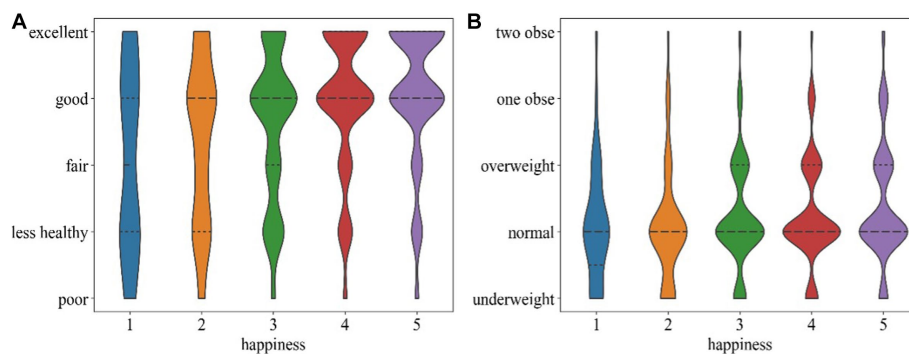 A
excellent
good
fair
less healthy
poor
1 2 3 4 5
happiness
B
two obse
one obse
overweight
normal
underweight
1 2 3 4 5
happiness